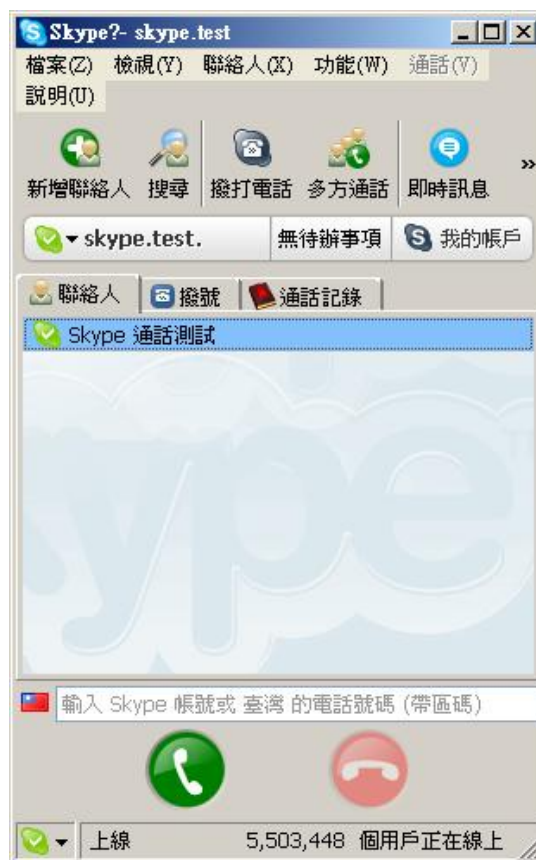 Skype?- skype.test
檔案(Z) 檢視(Y) 聯絡人(X) 功能(W) 通話(V)
說明(U)
新增聯絡人 搜尋 撥打電話 多方通話 即時訊息 »
skype.test. 無待辦事項 我的帳戶
聯絡人 撥號 通話記錄
Skype 通話測試
kype
輸入 Skype 帳號或 臺灣 的電話號碼 (帶區碼)
上線 5,503,448 個用戶正在線上